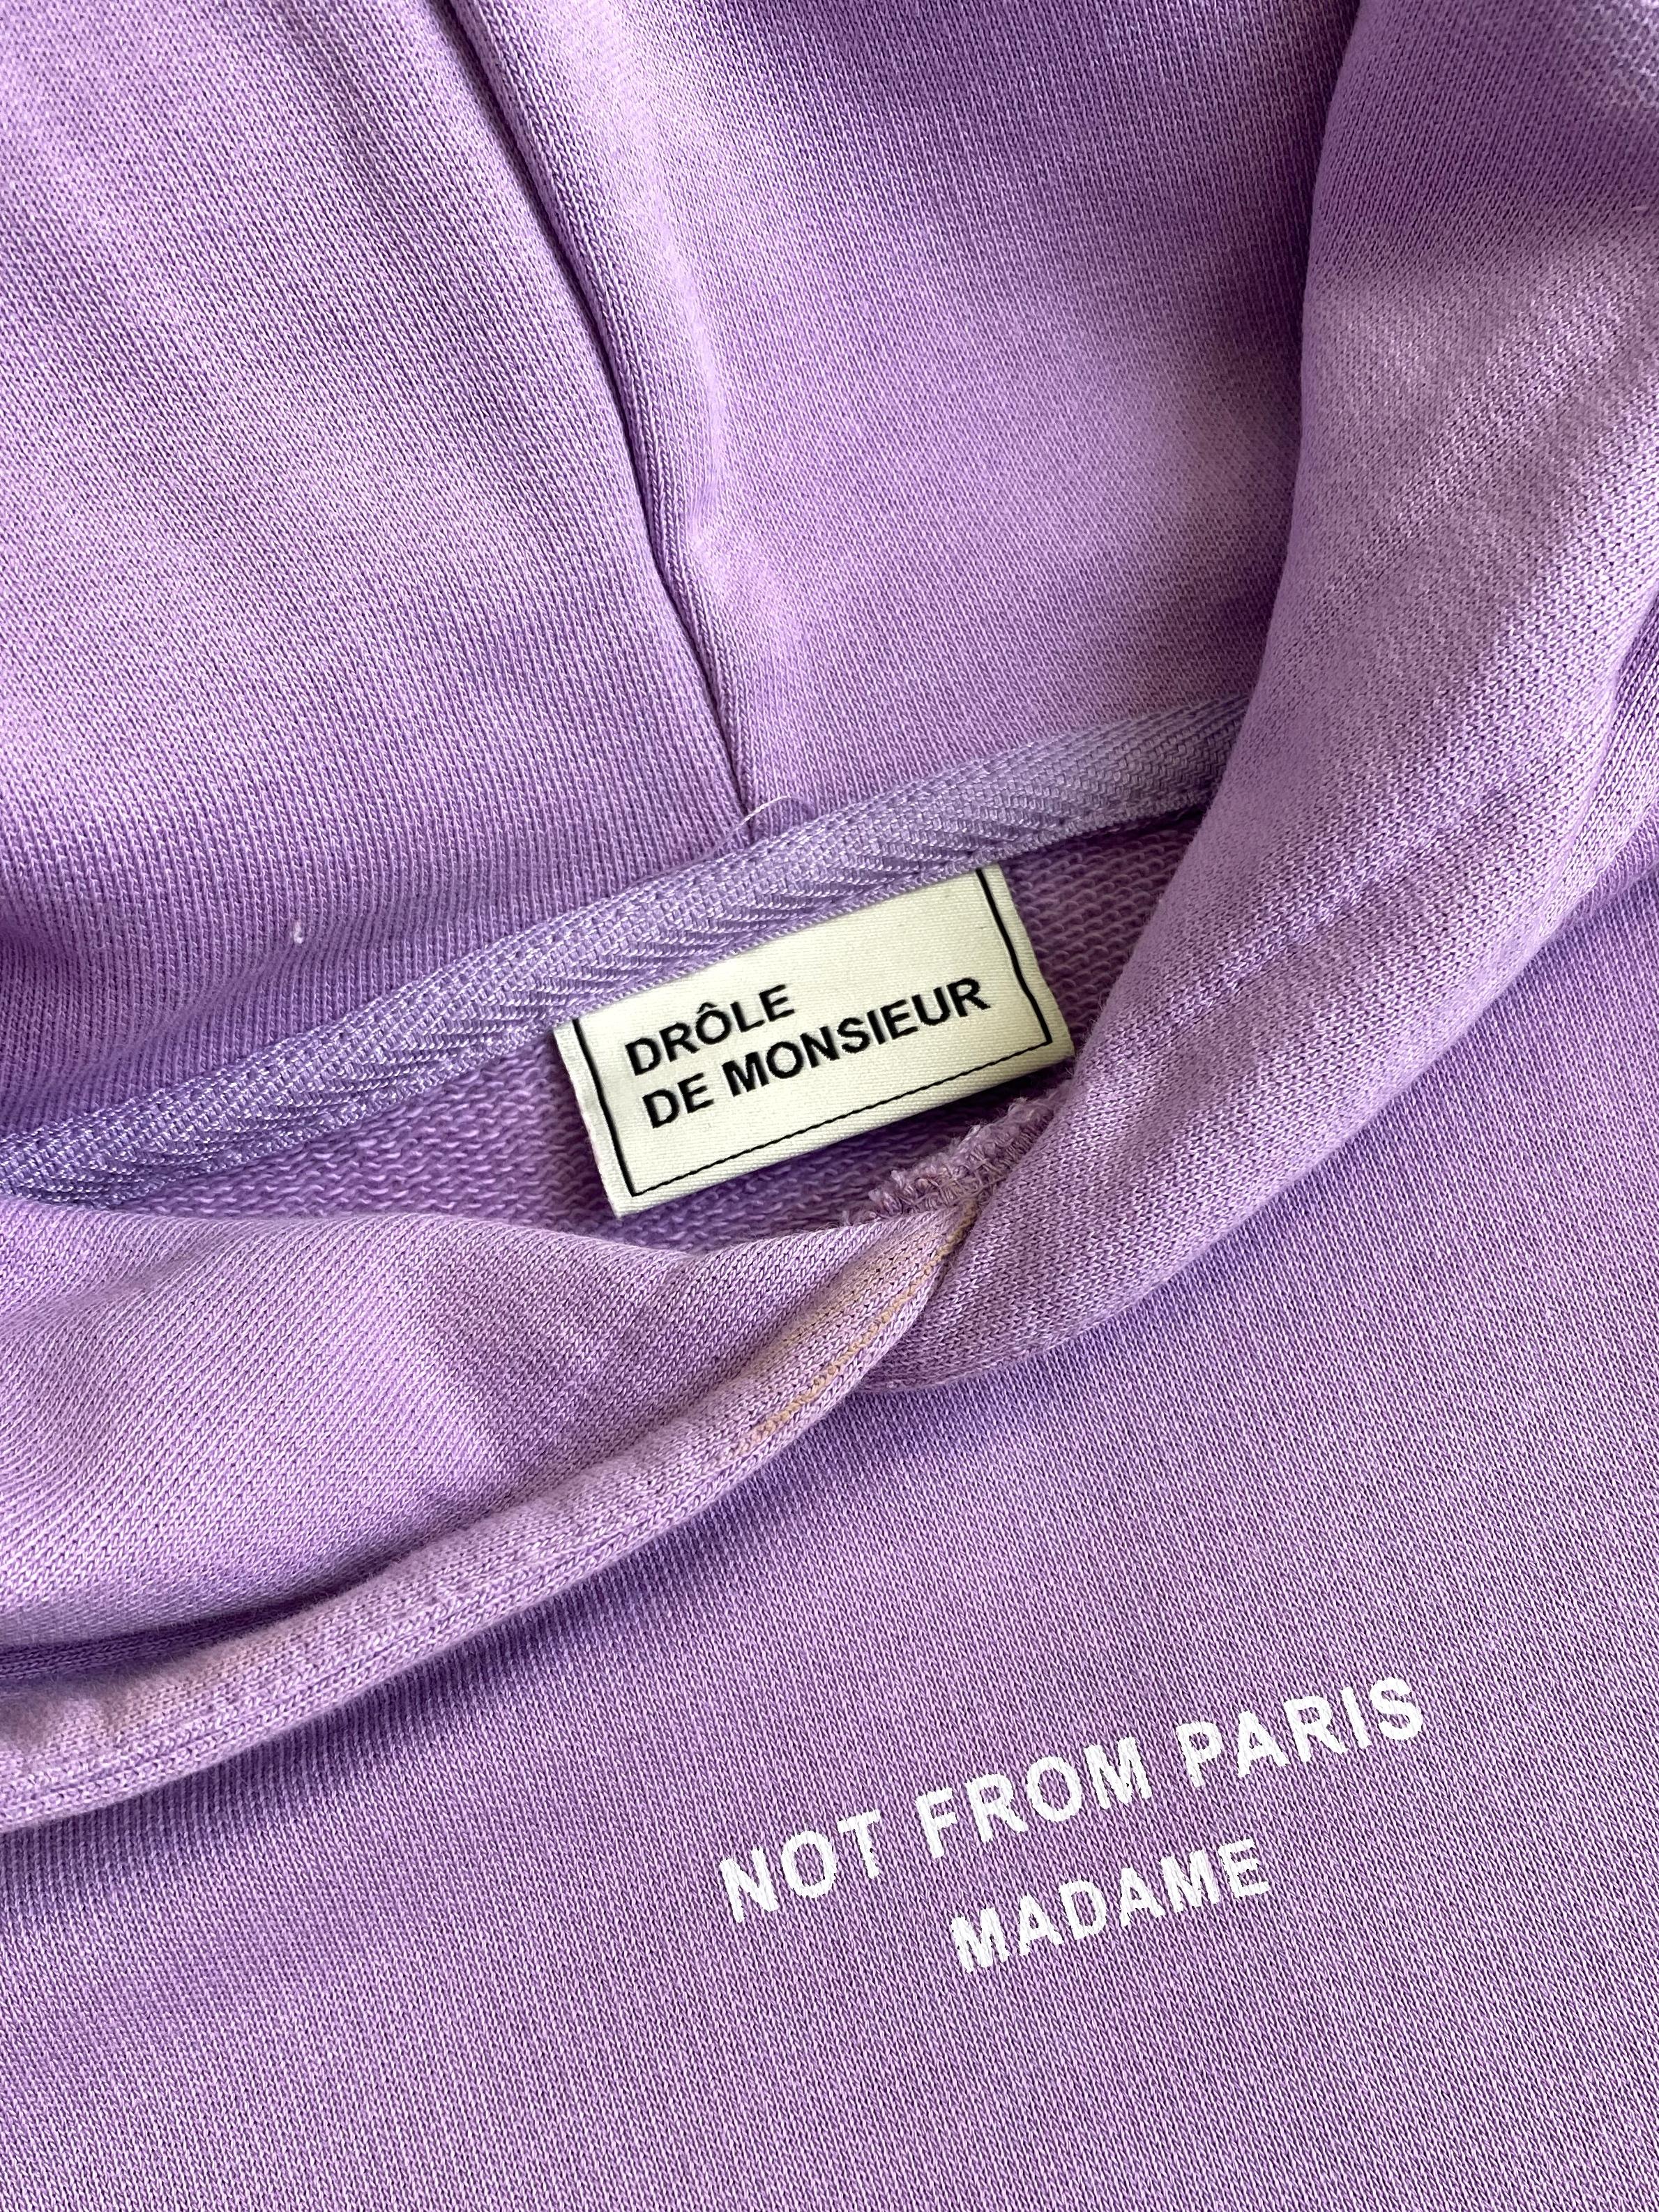 DRÔLE
DE MONSIEUR
NOT FROM PARIS
MADAME